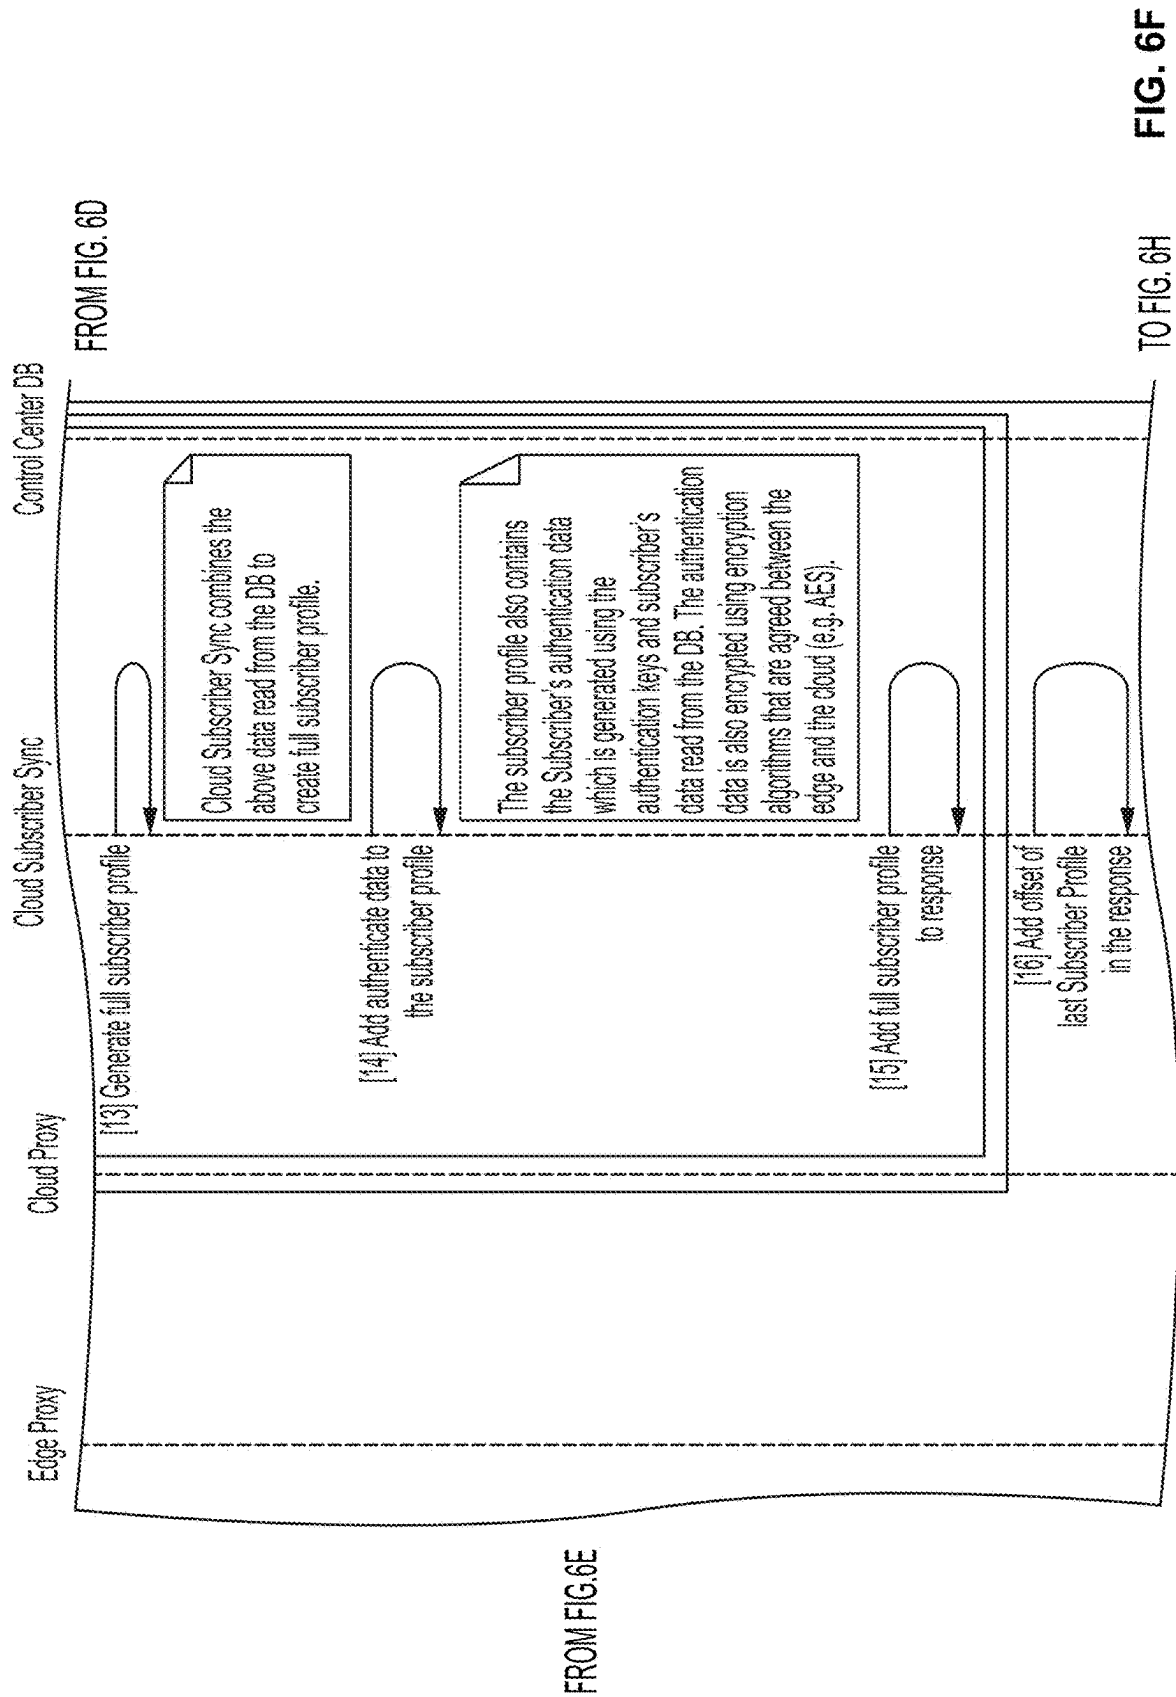 FROM FIG. 6D
Edge Proxy
Cloud Proxy
Cloud Subscriber Sync
Control Center DB
[13] Generate full subscriber profile
Cloud Subscriber Sync combines the
above data read from the DB to
create full subscriber profile.
[14] Add authenticate data to
the subscriber profile
The subscriber profile also contains
the Subscriber's authentication data
which is generated using the
authentication keys and subscriber's
data read from the DB. The authentication
data is also encrypted using encryption
algorithms that are agreed between the
edge and the cloud (e.g. AES).
FROM FIG.6E
[15] Add full subscriber profile
to response
[16] Add offset of
last Subscriber Profile
in the response
TO FIG. 6H
FIG. 6F